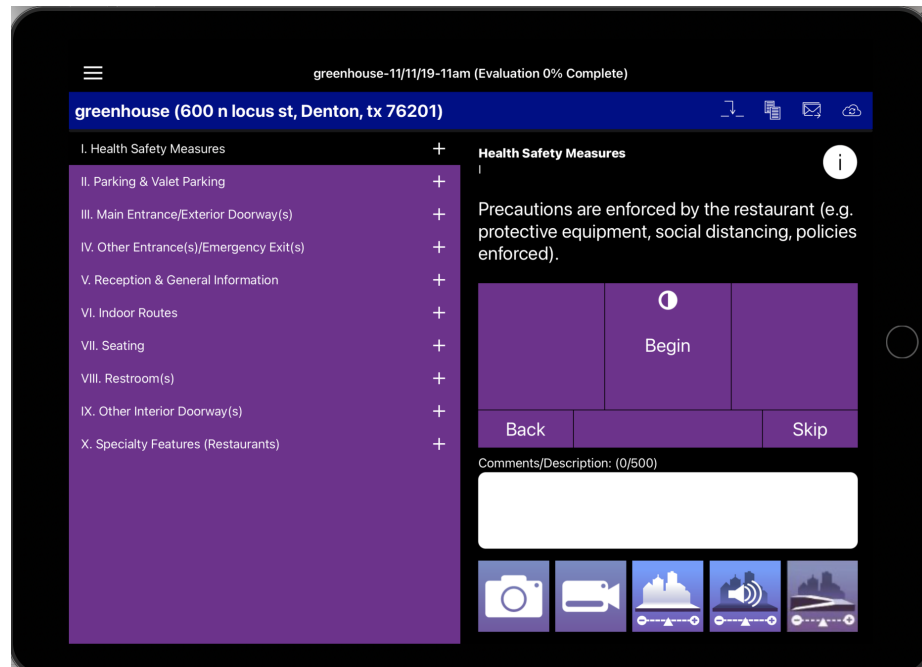 greenhouse-11/11/19-11am (Evaluation 0% Complete)
greenhouse (600 n locus st, Denton, tx 76201)
I. Health Safety Measures
II. Parking & Valet Parking
III. Main Entrance/Exterior Doorway(s)
IV. Other Entrance(s)/Emergency Exit(s)
V. Reception & General Information
VI. Indoor Routes
VII. Seating
VIII. Restroom(s)
IX. Other Interior Doorway(s)
X. Specialty Features (Restaurants)
Health Safety Measures
I
i
Precautions are enforced by the restaurant (e.g.
protective equipment, social distancing, policies
enforced).
Begin
Back
Skip
Comments/Description: (0/500)